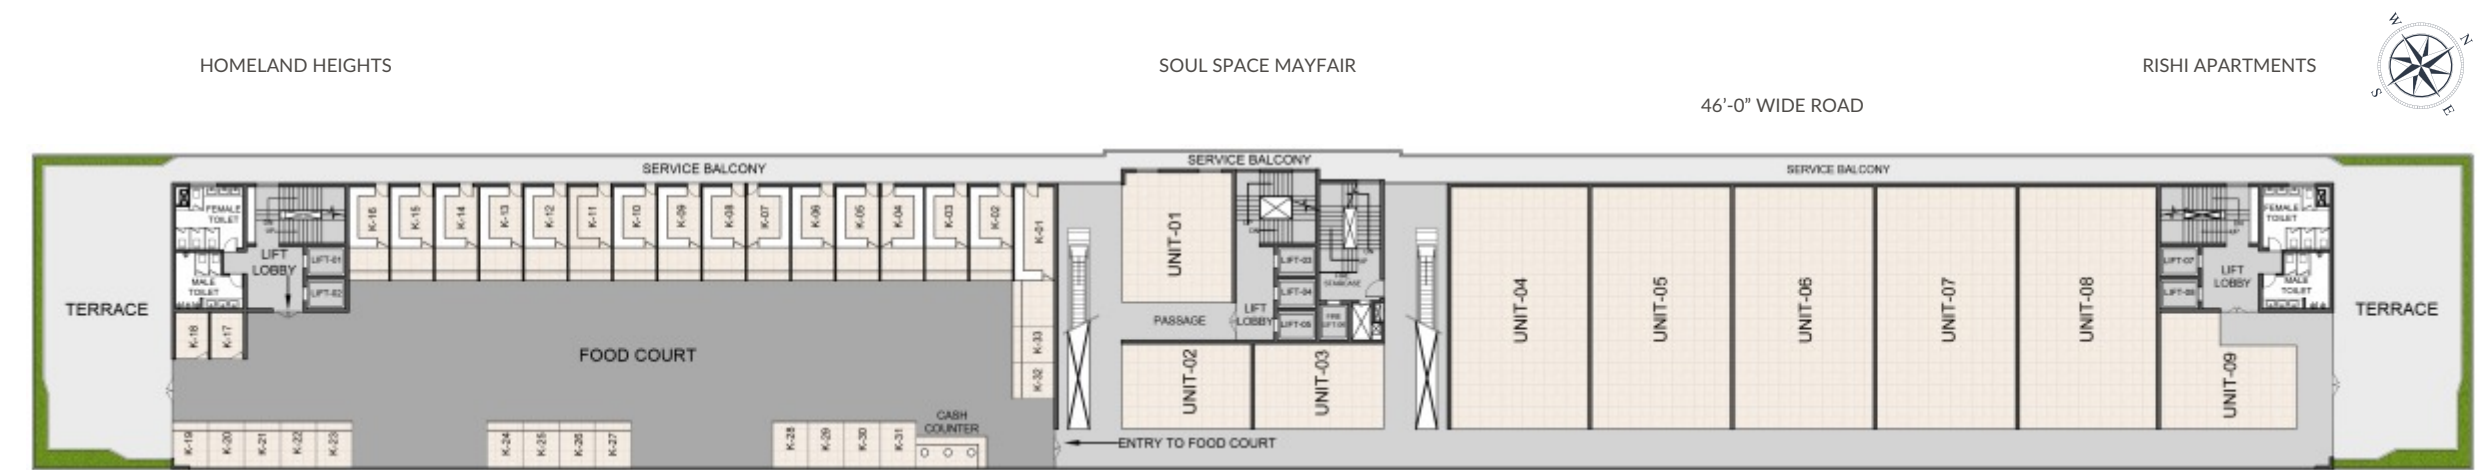 W
N
S
E
HOMELAND HEIGHTS
SOUL SPACE MAYFAIR
RISHI APARTMENTS
46’-0” WIDE ROAD
SERVICE BALCONY
SERVICE BALCONY
SERVICE BALCONY
FEMALE
TOILET
K-16
K-15
K-14
K-13
K-12
K-11
K-10
K-09
K-08
K-07
K-06
K-05
K-04
K-03
K-02
K-01
LIFT
LOBBY
LIFT-01
LIFT-02
MALE
TOILET
TERRACE
K-18
K-17
FOOD COURT
K-33
K-32
K-19
K-20
K-21
K-22
K-23
K-24
K-25
K-26
K-27
K-28
K-29
K-30
K-31
CASH
COUNTER
UNIT-01
PASSAGE
LIFT
LOBBY
LIFT-03
LIFT-04
LIFT-05
STAIRCASE
FIRE
LIFT-06
UNIT-02
UNIT-03
ENTRY TO FOOD COURT
UNIT-04
UNIT-05
UNIT-06
UNIT-07
UNIT-08
UNIT-09
FEMALE
TOILET
LIFT-07
LIFT-08
LIFT
LOBBY
MALE
TOILET
TERRACE